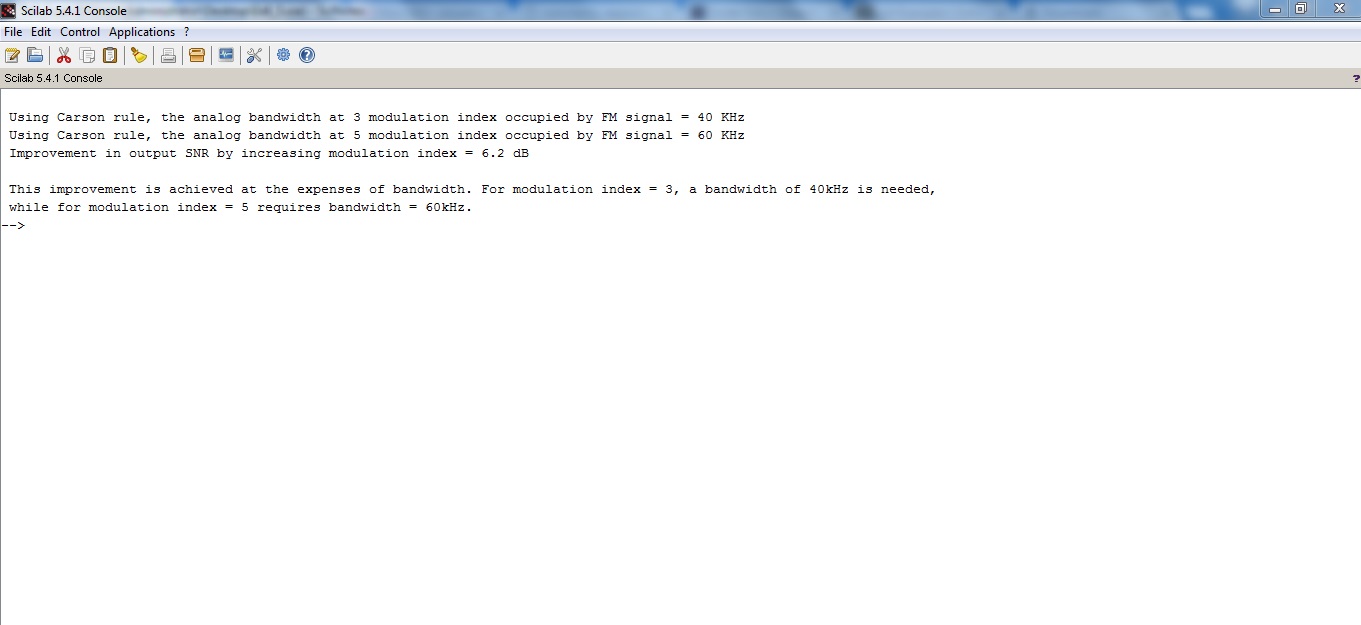 Scilab 5.4.1 Console
File Edit Control Applications ?
Scilab 5.4.1 Console ?
Using Carson rule, the analog bandwidth at 3 modulation index occupied by FM signal = 40 KHz
Using Carson rule, the analog bandwidth at 5 modulation index occupied by FM signal = 60 KHz
Improvement in output SNR by increasing modulation index = 6.2 dB
This improvement is achieved at the expenses of bandwidth. For modulation index = 3, a bandwidth of 40kHz is needed,
while for modulation index = 5 requires bandwidth = 60kHz.
-->